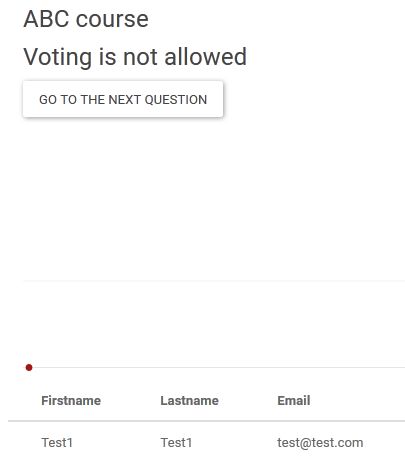 ABC course
Voting is not allowed
GO TO THE NEXT QUESTION
Firstname Lastname Email
Test1 Test1 test@test.com